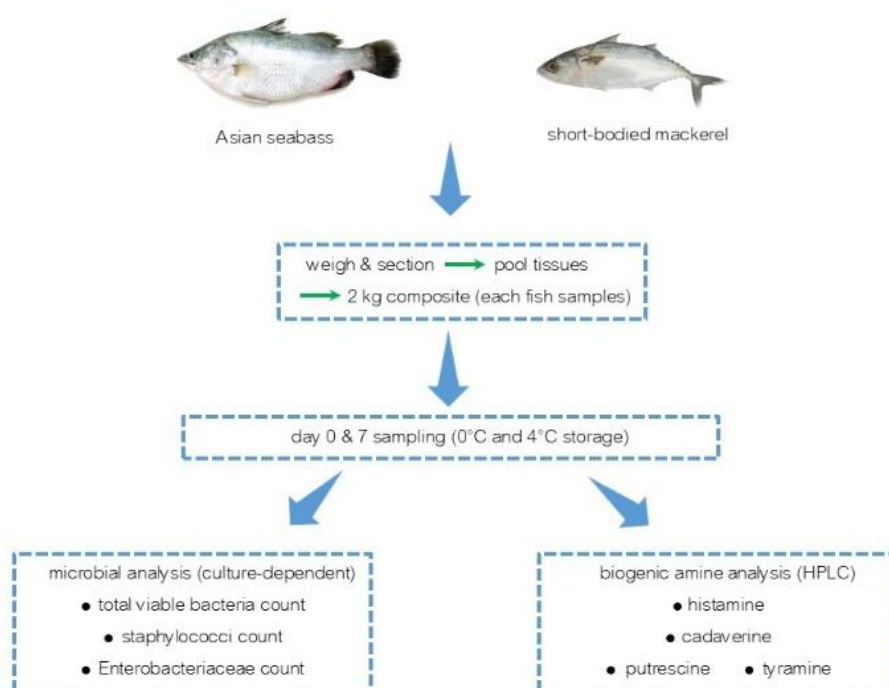 Asian seabass
short-bodied mackerel
weigh & section pool tissues
2 kg composite (each fish samples)
day 0 & 7 sampling (0°C and 4°C storage)
microbial analysis (culture-dependent)
● total viable bacteria count
● staphylococci count
● Enterobacteriaceae count
biogenic amine analysis (HPLC)
● histamine
● cadaverine
● putrescine ● tyramine